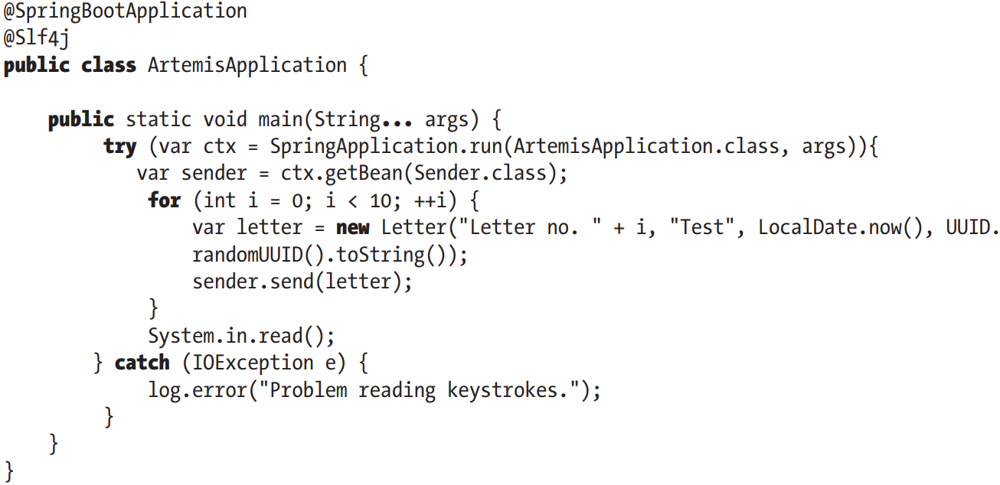 @SpringBootApplication
@Slf4j
public class ArtemisApplication {
public static void main(String... args) {
try (var ctx = SpringApplication.run(ArtemisApplication.class, args)){
var sender = ctx.getBean(Sender.class);
for (int i = 0; i < 10; ++i) {
var letter = new Letter("Letter no. " + i, "Test", LocalDate.now(), UUID.
randomUUID().toString());
sender.send(letter);
}
System.in.read();
} catch (IOException e) {
log.error("Problem reading keystrokes.");
}
}
}